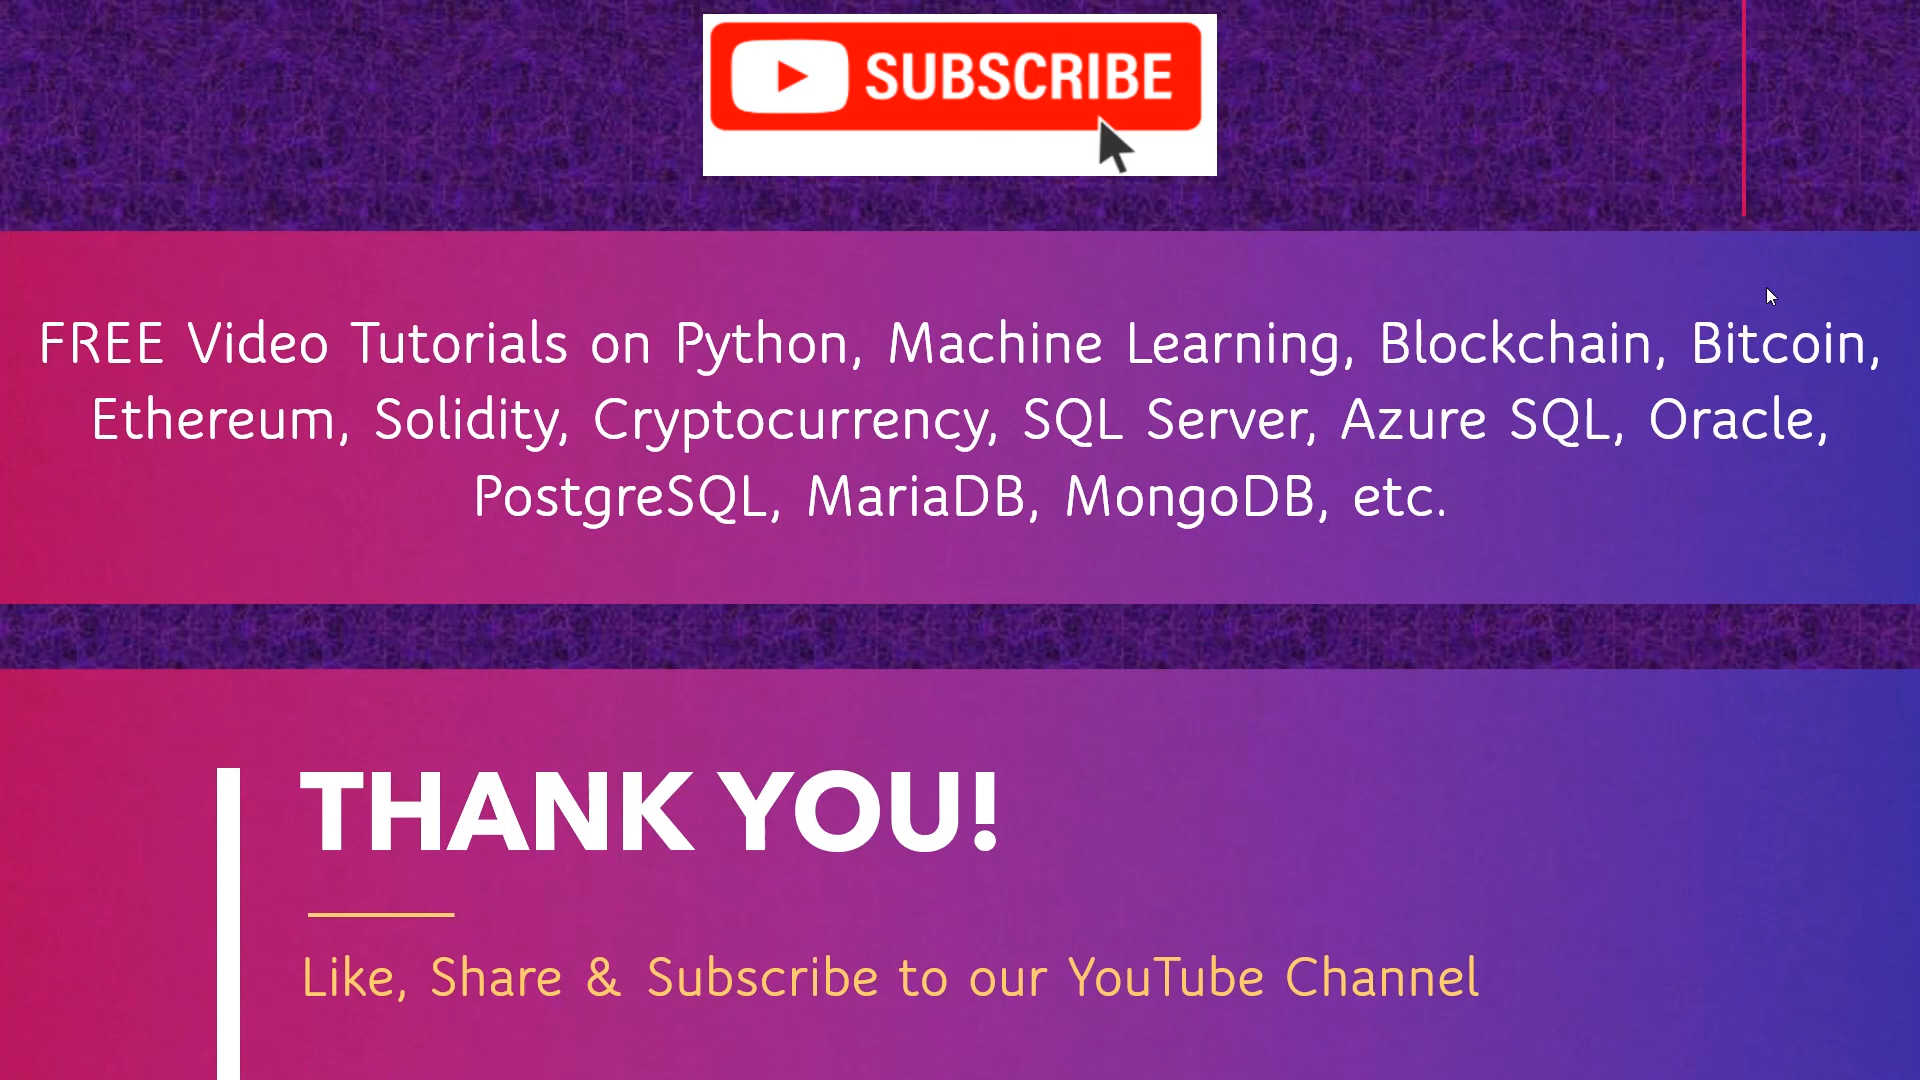 SUBSCRIBE
FREE Video Tutorials on Python, Machine Learning, Blockchain, Bitcoin,
Ethereum, Solidity, Cryptocurrency, SQL Server, Azure SQL, Oracle,
PostgreSQL, MariaDB, MongoDB, etc.
THANK YOU!
Like, Share & Subscribe to our YouTube Channel